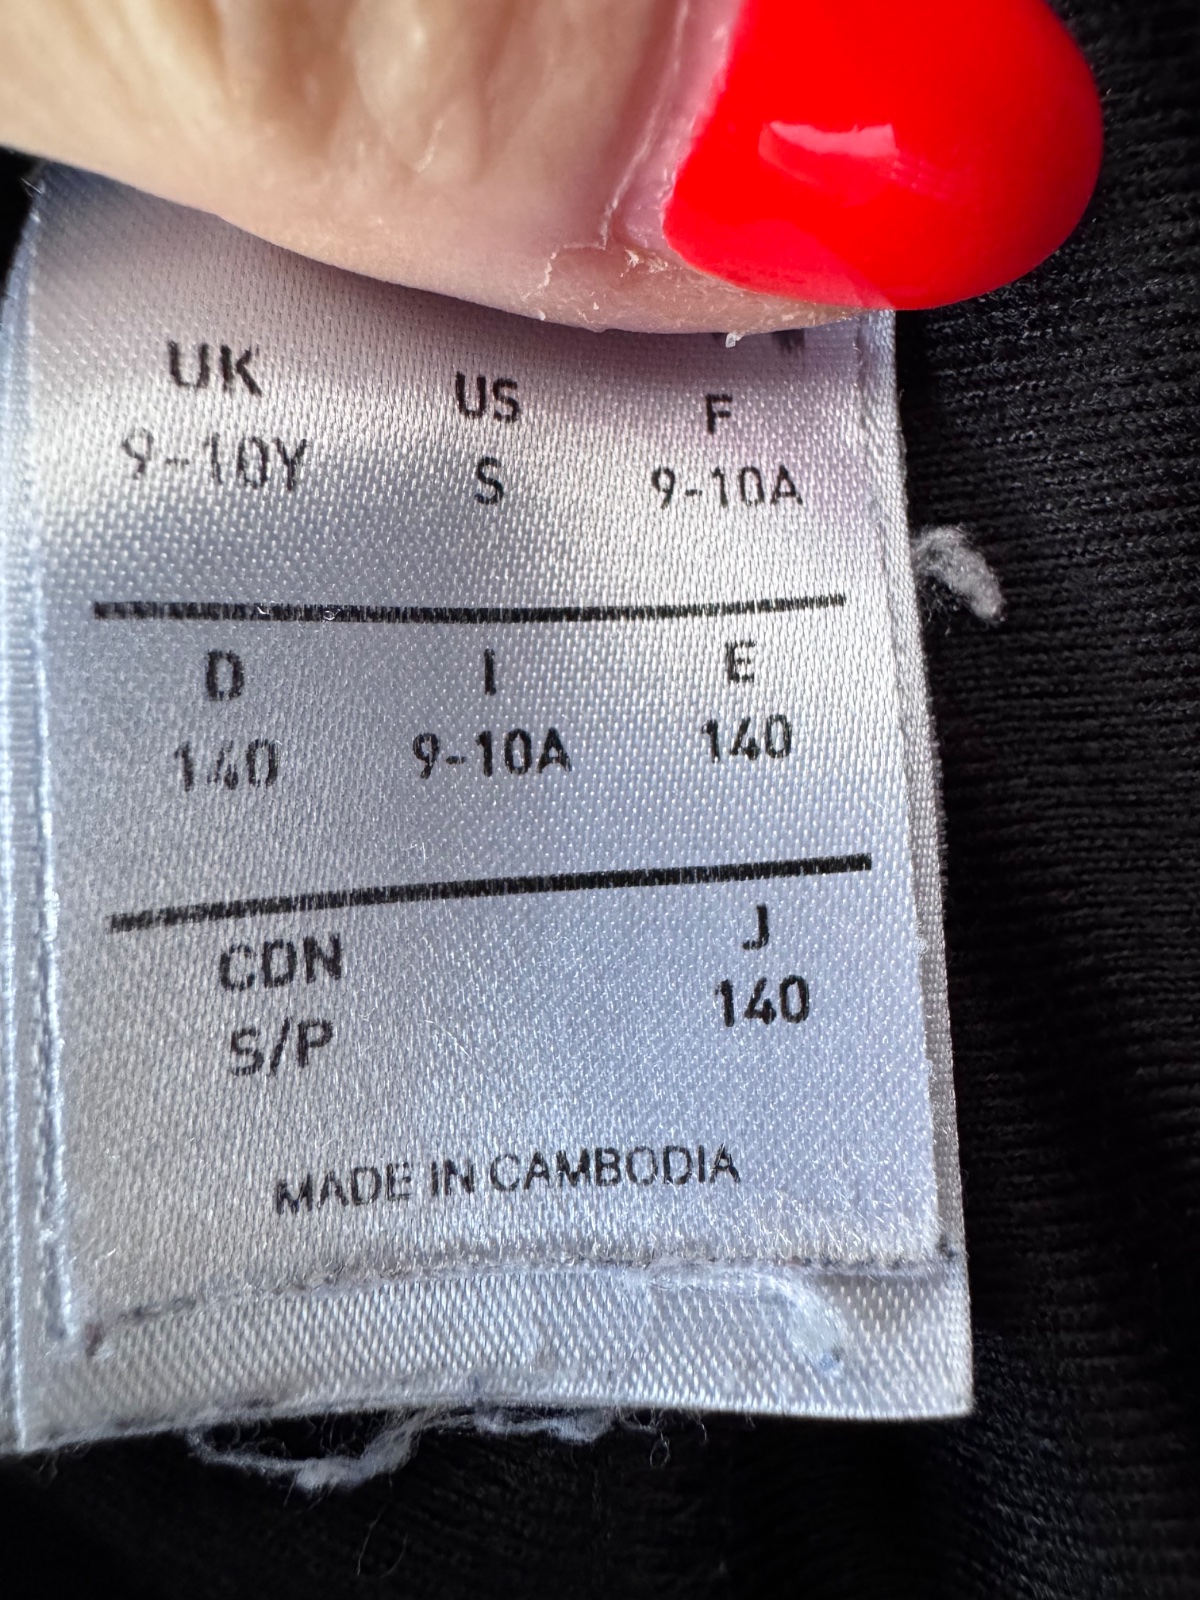 UK US F
9-10Y S 9-10A
D I E
140 9-10A 140
CDN J
S/P 140
MADE IN CAMBODIA